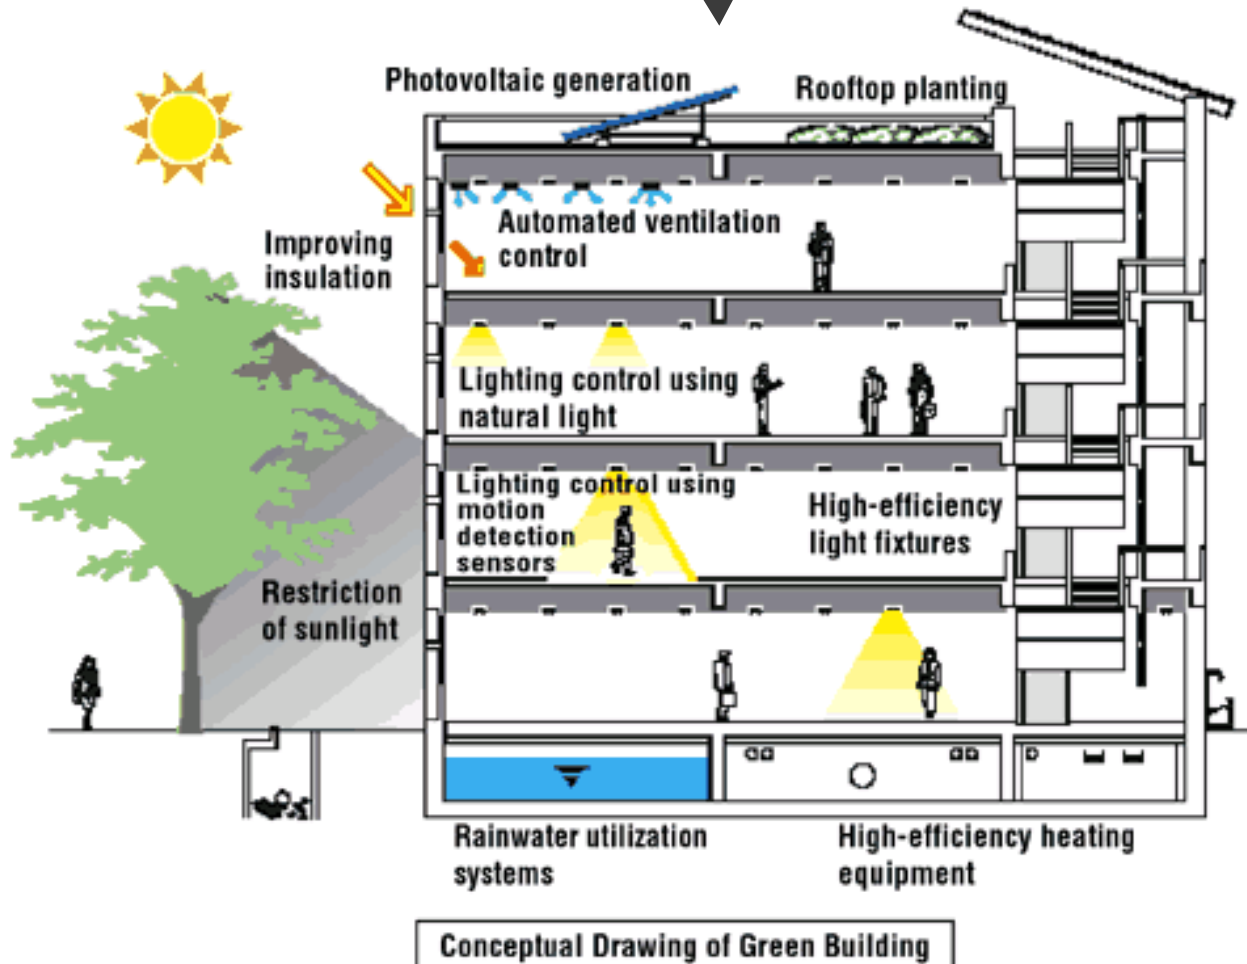 Photovoltaic generation
Rooftop planting
Improving
insulation
Automated ventilation
control
Lighting control using
natural light
Lighting control using
motion
detection
sensors
High-efficiency
light fixtures
Restriction
of sunlight
Rainwater utilization
systems
High-efficiency heating
equipment
Conceptual Drawing of Green Building